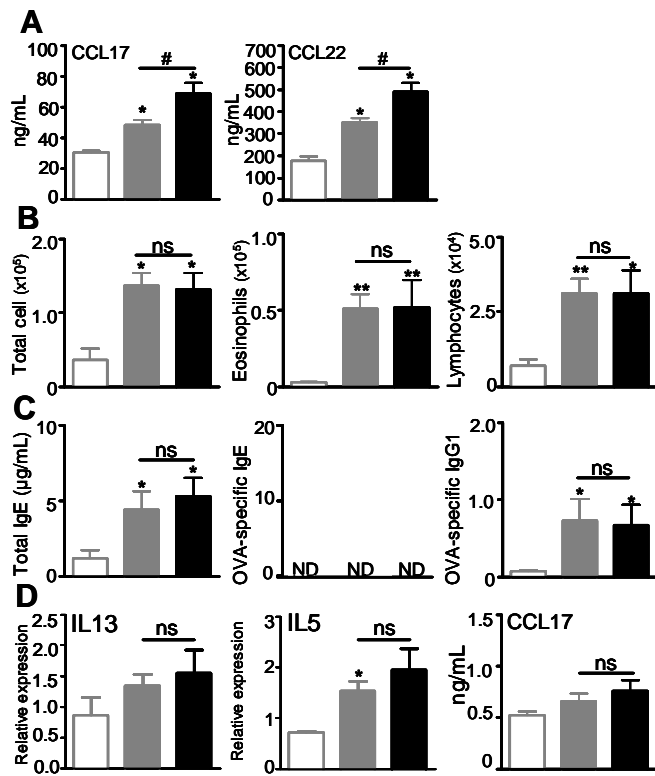 A
CCL17
#
*
*
ng/mL
100
80
60
40
20
0
CCL22
#
*
*
ng/mL
700
600
500
400
300
200
100
0
B
Total cell (x10⁵)
2.0
1.0
0
ns
*
*
Eosinophils (x10⁵)
1.0
0.5
0
ns
**
**
Lymphocytes (x10⁴)
5.0
2.5
0
ns
**
*
C
Total IgE (μg/mL)
10
5
0
ns
*
*
OVA-specific IgE
20
10
0
ND ND ND
OVA-specific IgG1
2.0
1.0
0
ns
*
*
D
IL13
Relative expression
2.5
2.0
1.5
1.0
0.5
0
ns
IL5
Relative expression
3
2
1
0
ns
*
CCL17
ng/mL
1.5
1.0
0.5
0
ns